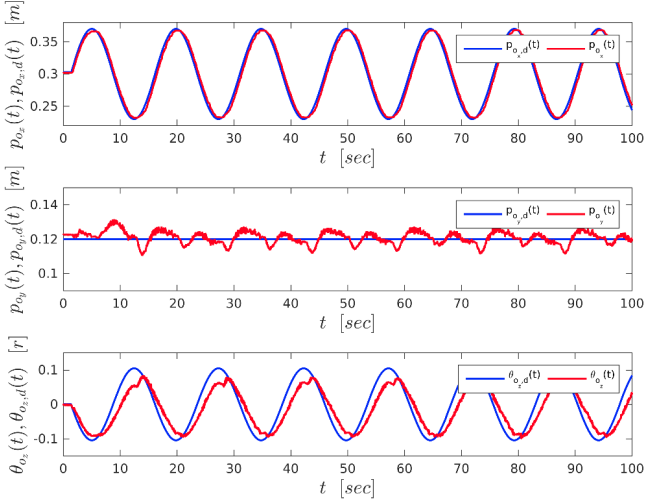 p_{o_x}(t), p_{o_x,d}(t) [m]
0.35
0.3
0.25
p_{o_x,d}(t) p_{o_x}(t)
0 10 20 30 40 50 60 70 80 90 100
t [sec]
p_{o_y}(t), p_{o_y,d}(t) [m]
0.14
0.12
0.1
p_{o_y,d}(t) p_{o_y}(t)
0 10 20 30 40 50 60 70 80 90 100
t [sec]
θ_{o_z}(t), θ_{o_z,d}(t) [r]
0.1
0
-0.1
θ_{o_z,d}(t) θ_{o_z}(t)
0 10 20 30 40 50 60 70 80 90 100
t [sec]